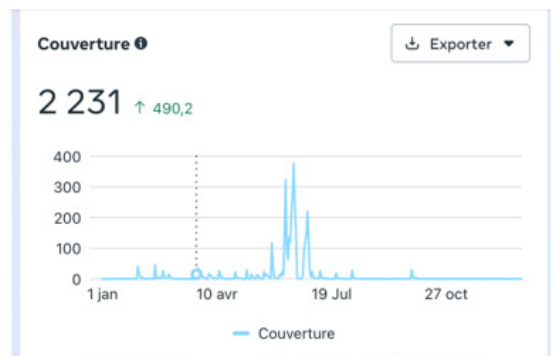 Couverture
Exporter
2 231 ↑ 490,2
400
300
200
100
0
1 jan 10 avr 19 Jul 27 oct
Couverture